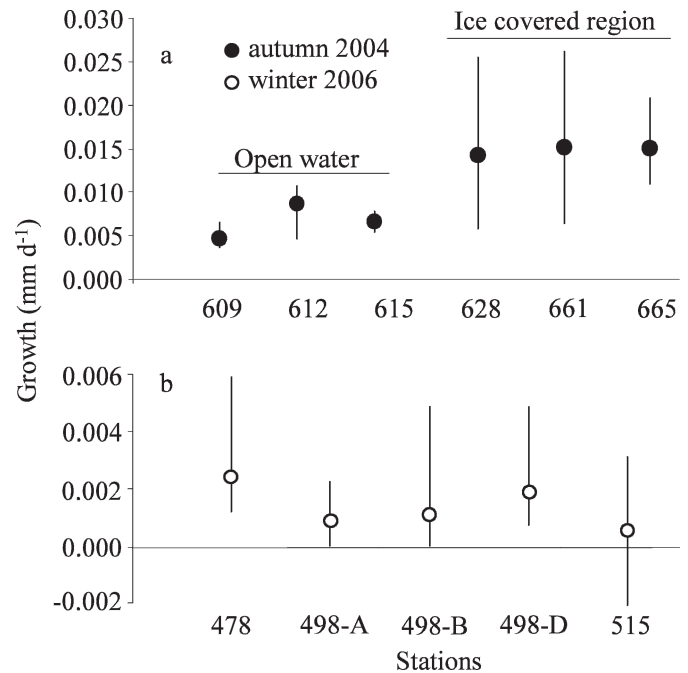 Ice covered region
a
autumn 2004
winter 2006
Open water
0.030
0.025
0.020
0.015
0.010
0.005
0.000
609 612 615 628 661 665
Growth (mm d-1)
b
0.006
0.004
0.002
0.000
-0.002
478 498-A 498-B 498-D 515
Stations